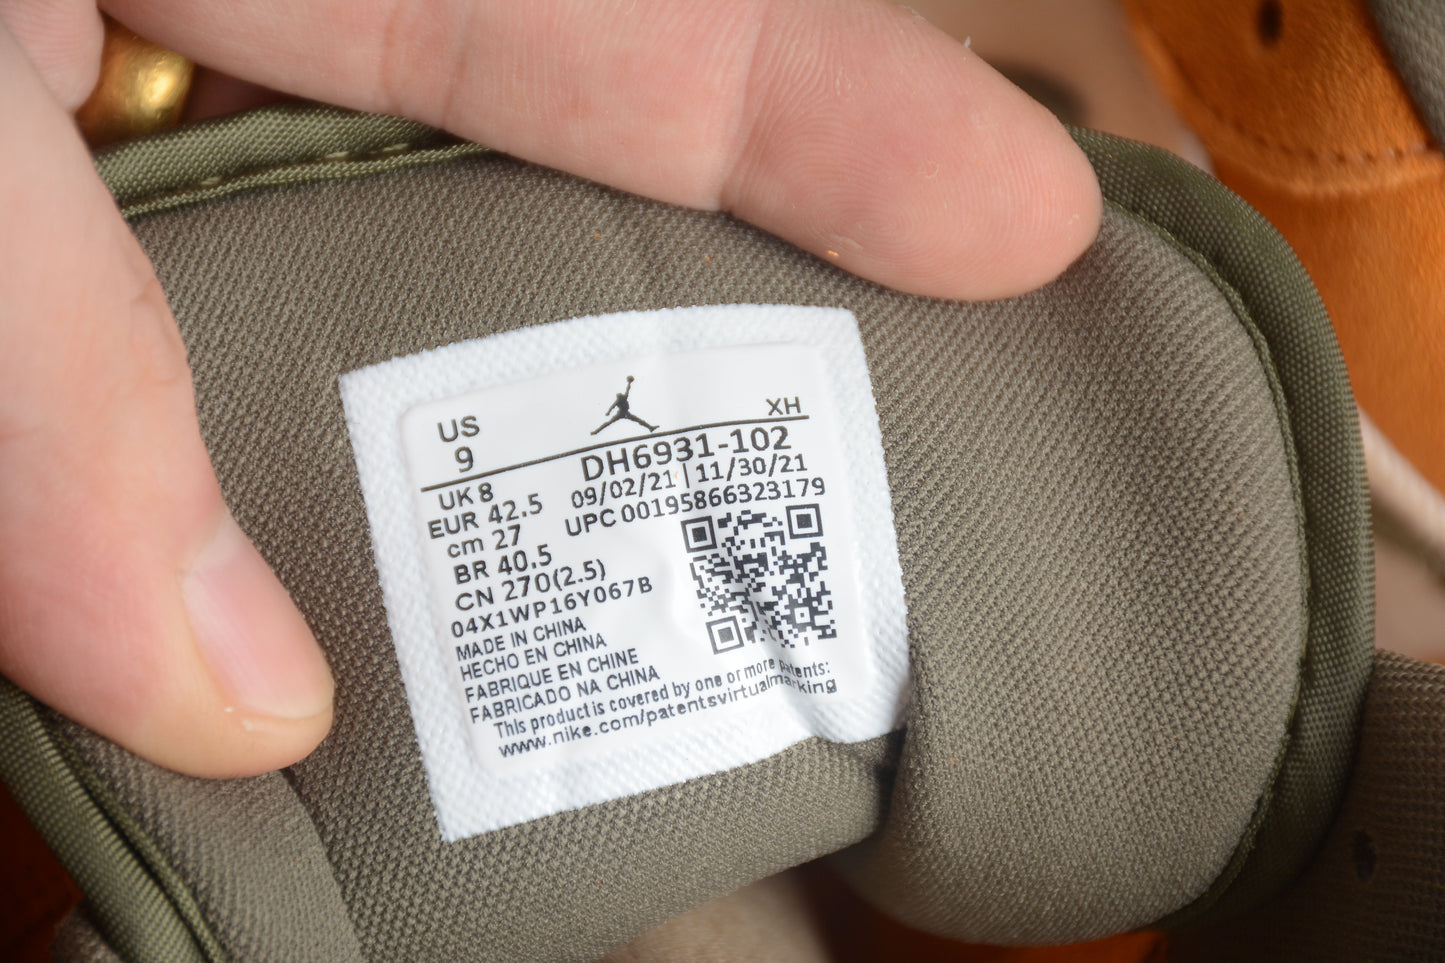 US
9
XH
DH6931-102
09/02/21 | 11/30/21
UPC 00195866323179
UK 8
EUR 42.5
cm 27
BR 40.5
CN 270(2.5)
04X1WP16Y067B
MADE IN CHINA
HECHO EN CHINA
FABRIQUE EN CHINE
FABRICADO NA CHINA
This product is covered by one or more patents:
www.nike.com/patentsvirtualmarking